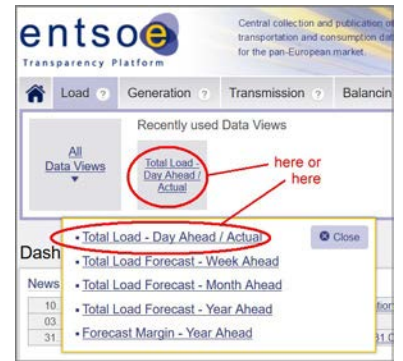 entsoe
Transparency Platform
Central collection and publication of
transportation and consumption dat
for the pan-European market.
Load ?
Generation ?
Transmission ?
Balancin
All
Data Views
Recently used Data Views
Total Load -
Day Ahead /
Actual
here or
here
Dash
Total Load - Day Ahead / Actual
Close
Total Load Forecast - Week Ahead
Total Load Forecast - Month Ahead
Total Load Forecast - Year Ahead
Forecast Margin - Year Ahead
News
10
03
31